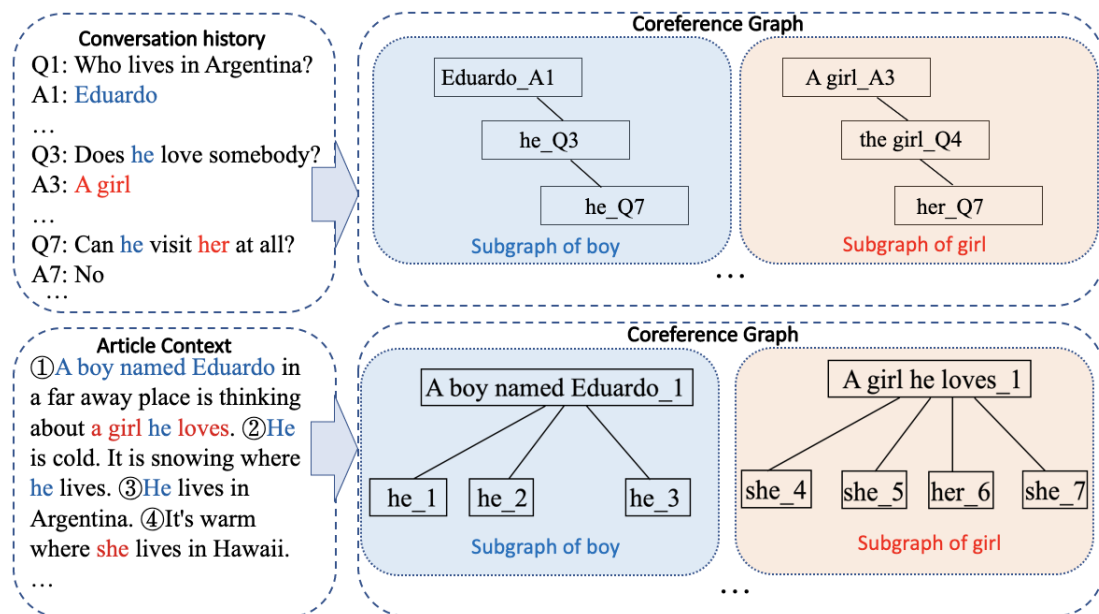 Conversation history
Q1: Who lives in Argentina?
A1: Eduardo
...
Q3: Does he love somebody?
A3: A girl
...
Q7: Can he visit her at all?
A7: No
...
Coreference Graph
Eduardo_A1
he_Q3
he_Q7
Subgraph of boy
A girl_A3
the girl_Q4
her_Q7
Subgraph of girl
...
Article Context
①A boy named Eduardo in
a far away place is thinking
about a girl he loves. ②He
is cold. It is snowing where
he lives. ③He lives in
Argentina. ④It's warm
where she lives in Hawaii.
...
Coreference Graph
A boy named Eduardo_1
he_1 he_2 he_3
Subgraph of boy
A girl he loves_1
she_4 she_5 her_6 she_7
Subgraph of girl
...